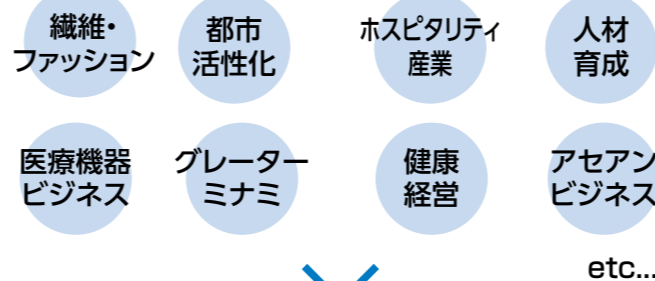 繊維・
ファッション
都市
活性化
ホスピタリティ
産業
人材
育成
医療機器
ビジネス
グレーター
ミナミ
健康
経営
アセアン
ビジネス
etc...